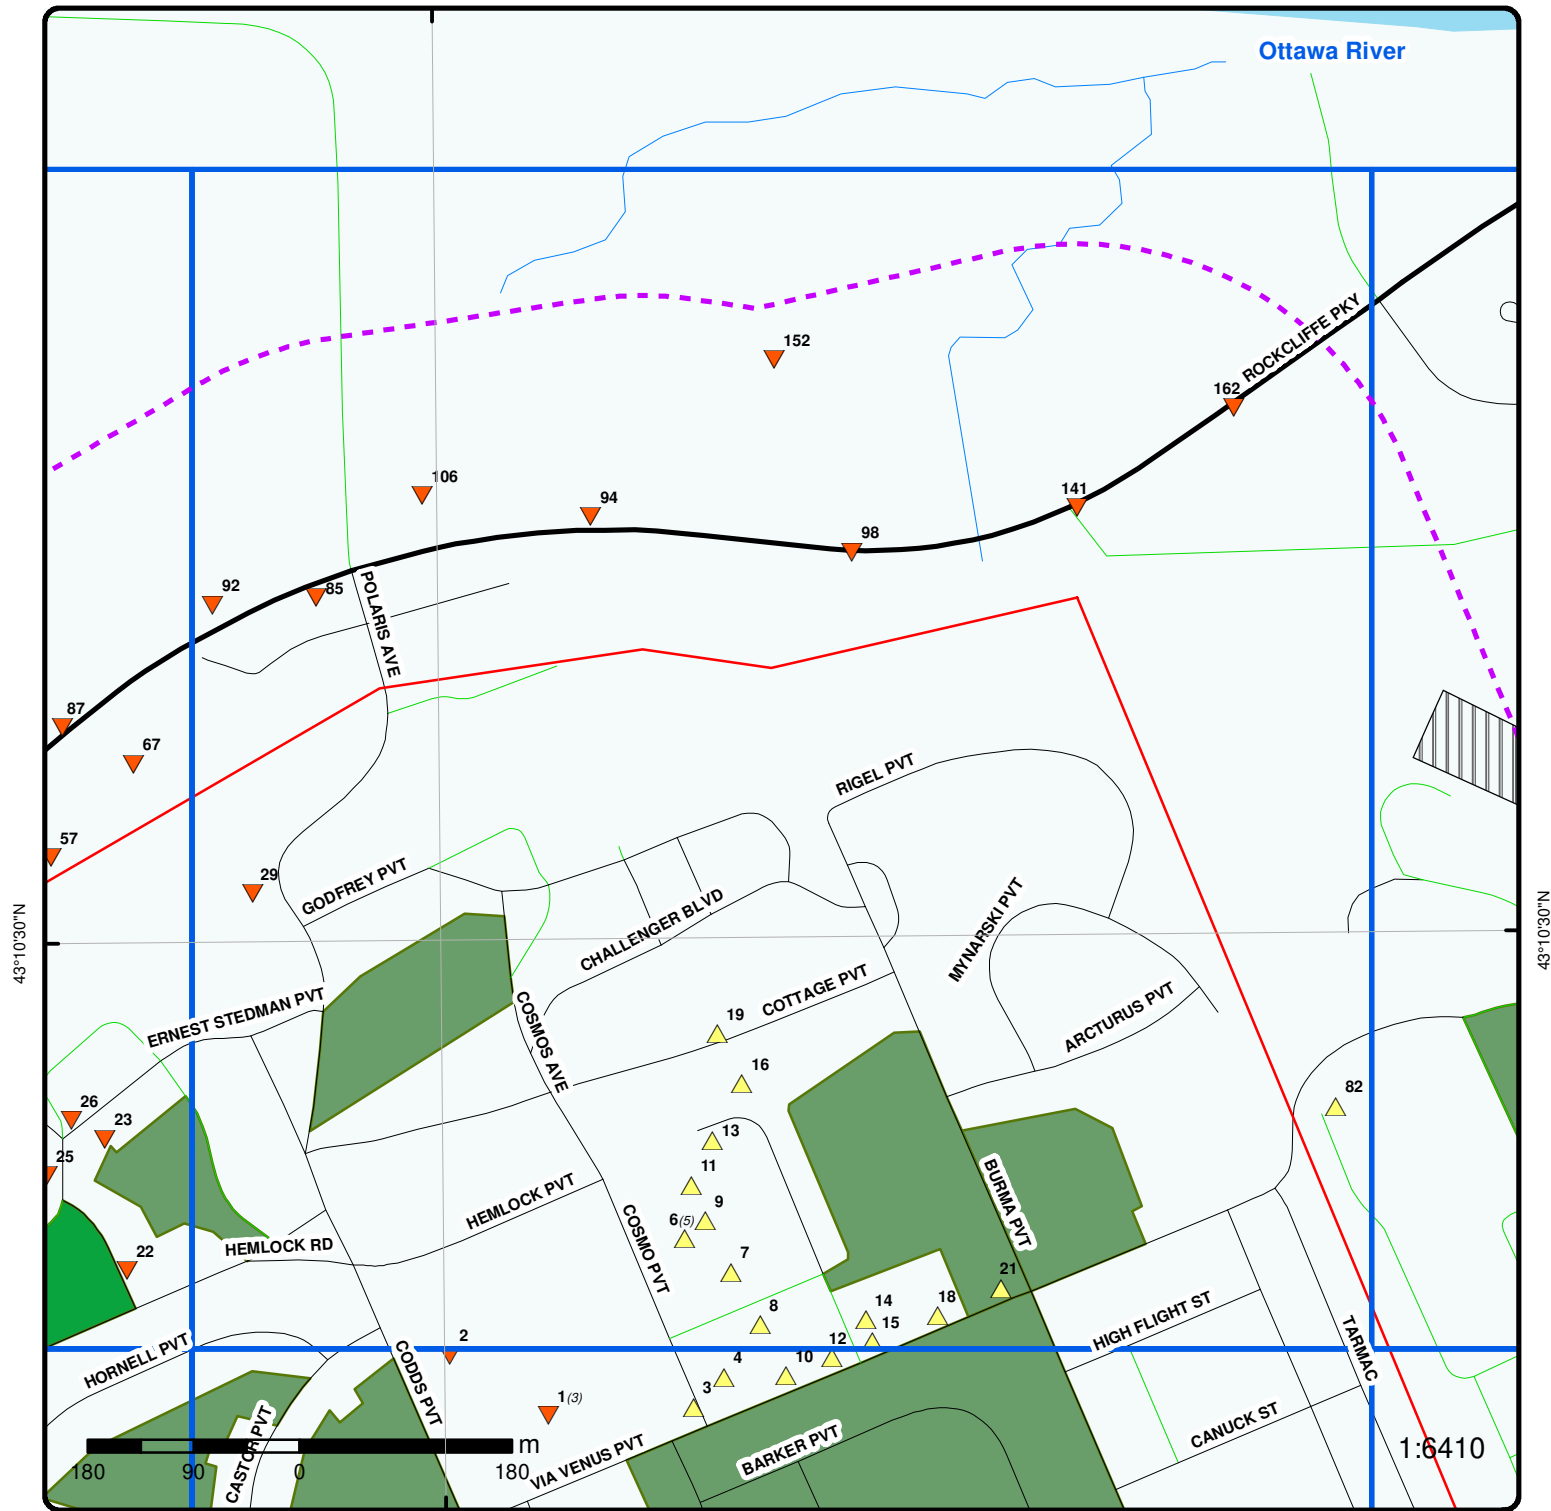 Ottawa River
152
ROCKCLIFFE PKY
162
106
94
141
98
92
85
POLARIS AVE
87
67
RIGEL PVT
57
29
GODFREY PVT
CHALLENGER BLVD
MYNARSKI PVT
43°10'30"N
43°10'30"N
COTTAGE PVT
ERNEST STEDMAN PVT
COSMOS AVE
19
ARCTURUS PVT
16
82
26
23
13
25
11
BURMA PVT
HEMLOCK PVT
9
6(5)
COSMO PVT
HEMLOCK RD
22
7
21
8
14
18
15
HIGH FLIGHT ST
TARMAC
2
12
HORNELL PVT
CODDS PVT
4
10
3
1(3)
CANUCK ST
CASTOR PVT
BARKER PVT
VIA VENUS PVT
m
1:6410
180
90
0
180